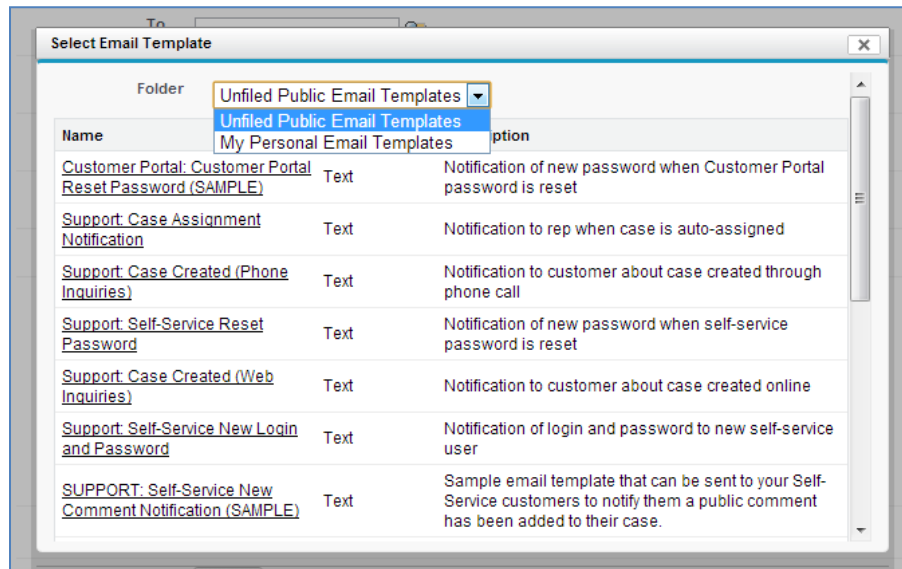 To
Select Email Template
Folder
Unfiled Public Email Templates
Unfiled Public Email Templates
My Personal Email Templates
Name
ption
Customer Portal: Customer Portal
Reset Password (SAMPLE)
Text
Notification of new password when Customer Portal
password is reset
Support: Case Assignment
Notification
Text
Notification to rep when case is auto-assigned
Support: Case Created (Phone
Inquiries)
Text
Notification to customer about case created through
phone call
Support: Self-Service Reset
Password
Text
Notification of new password when self-service
password is reset
Support: Case Created (Web
Inquiries)
Text
Notification to customer about case created online
Support: Self-Service New Login
and Password
Text
Notification of login and password to new self-service
user
SUPPORT: Self-Service New
Comment Notification (SAMPLE)
Text
Sample email template that can be sent to your Self-
Service customers to notify them a public comment
has been added to their case.